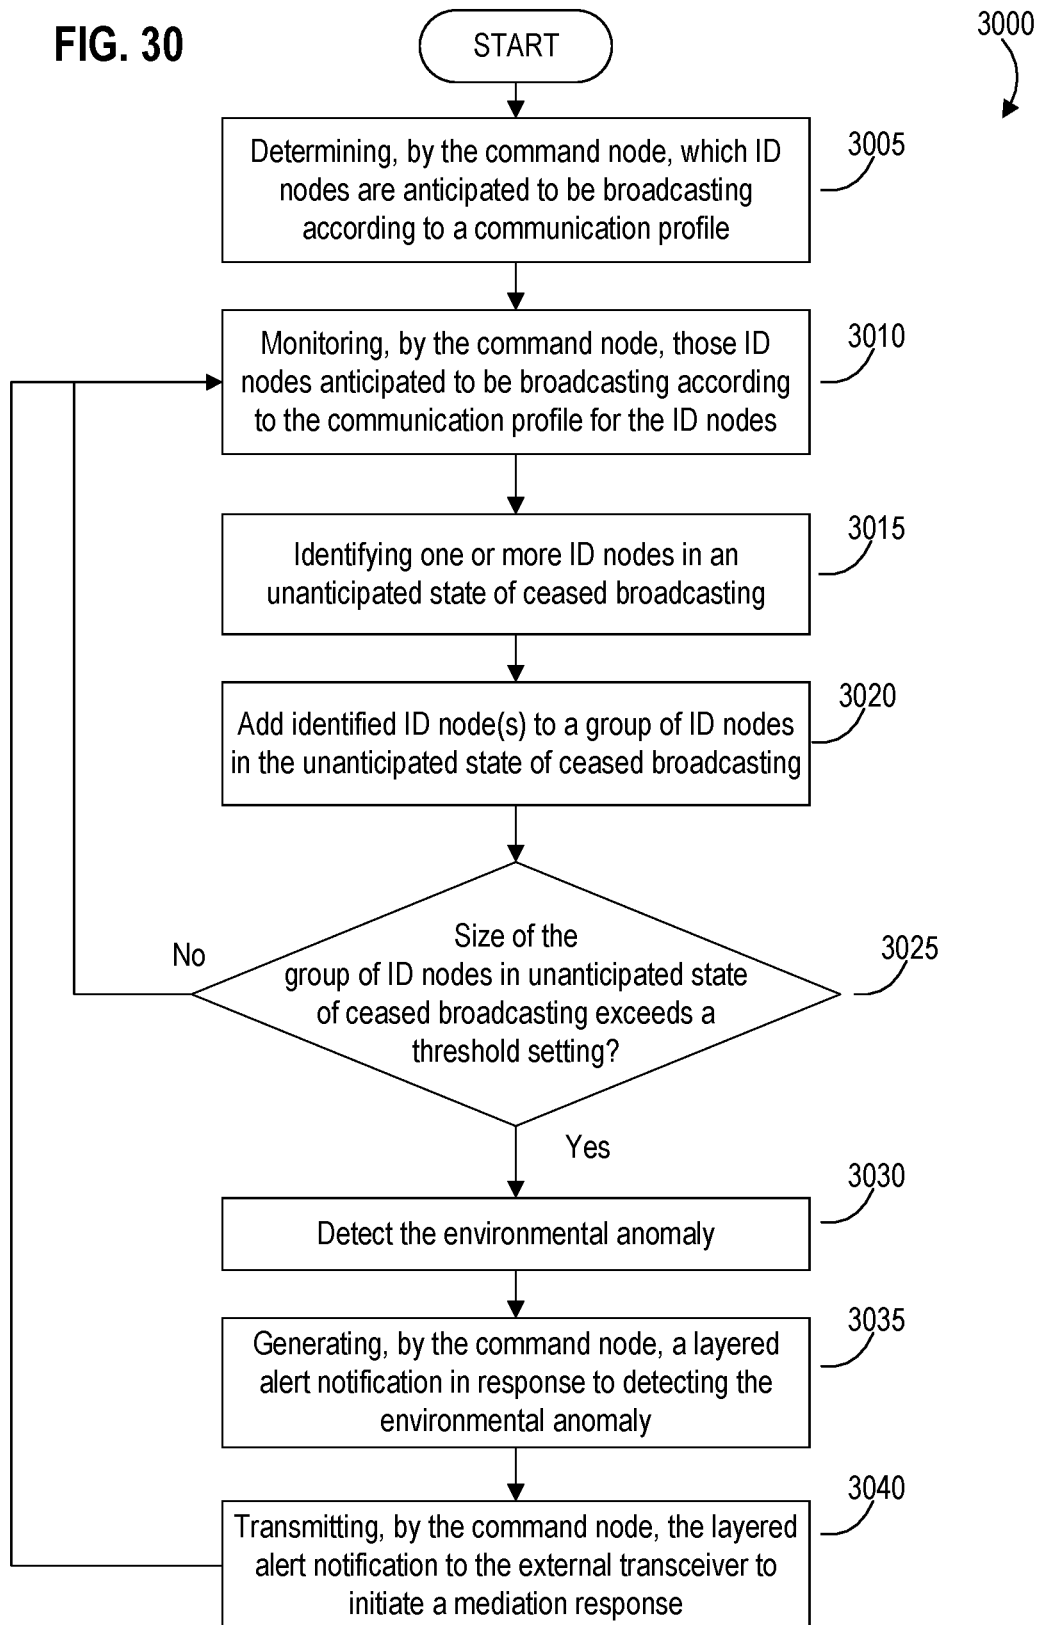 FIG. 30
START
3000
Determining, by the command node, which ID
nodes are anticipated to be broadcasting
according to a communication profile
3005
Monitoring, by the command node, those ID
nodes anticipated to be broadcasting according
to the communication profile for the ID nodes
3010
Identifying one or more ID nodes in an
unanticipated state of ceased broadcasting
3015
Add identified ID node(s) to a group of ID nodes
in the unanticipated state of ceased broadcasting
3020
Size of the
group of ID nodes in unanticipated state
of ceased broadcasting exceeds a
threshold setting?
3025
No
Yes
Detect the environmental anomaly
3030
Generating, by the command node, a layered
alert notification in response to detecting the
environmental anomaly
3035
Transmitting, by the command node, the layered
alert notification to the external transceiver to
initiate a mediation response
3040